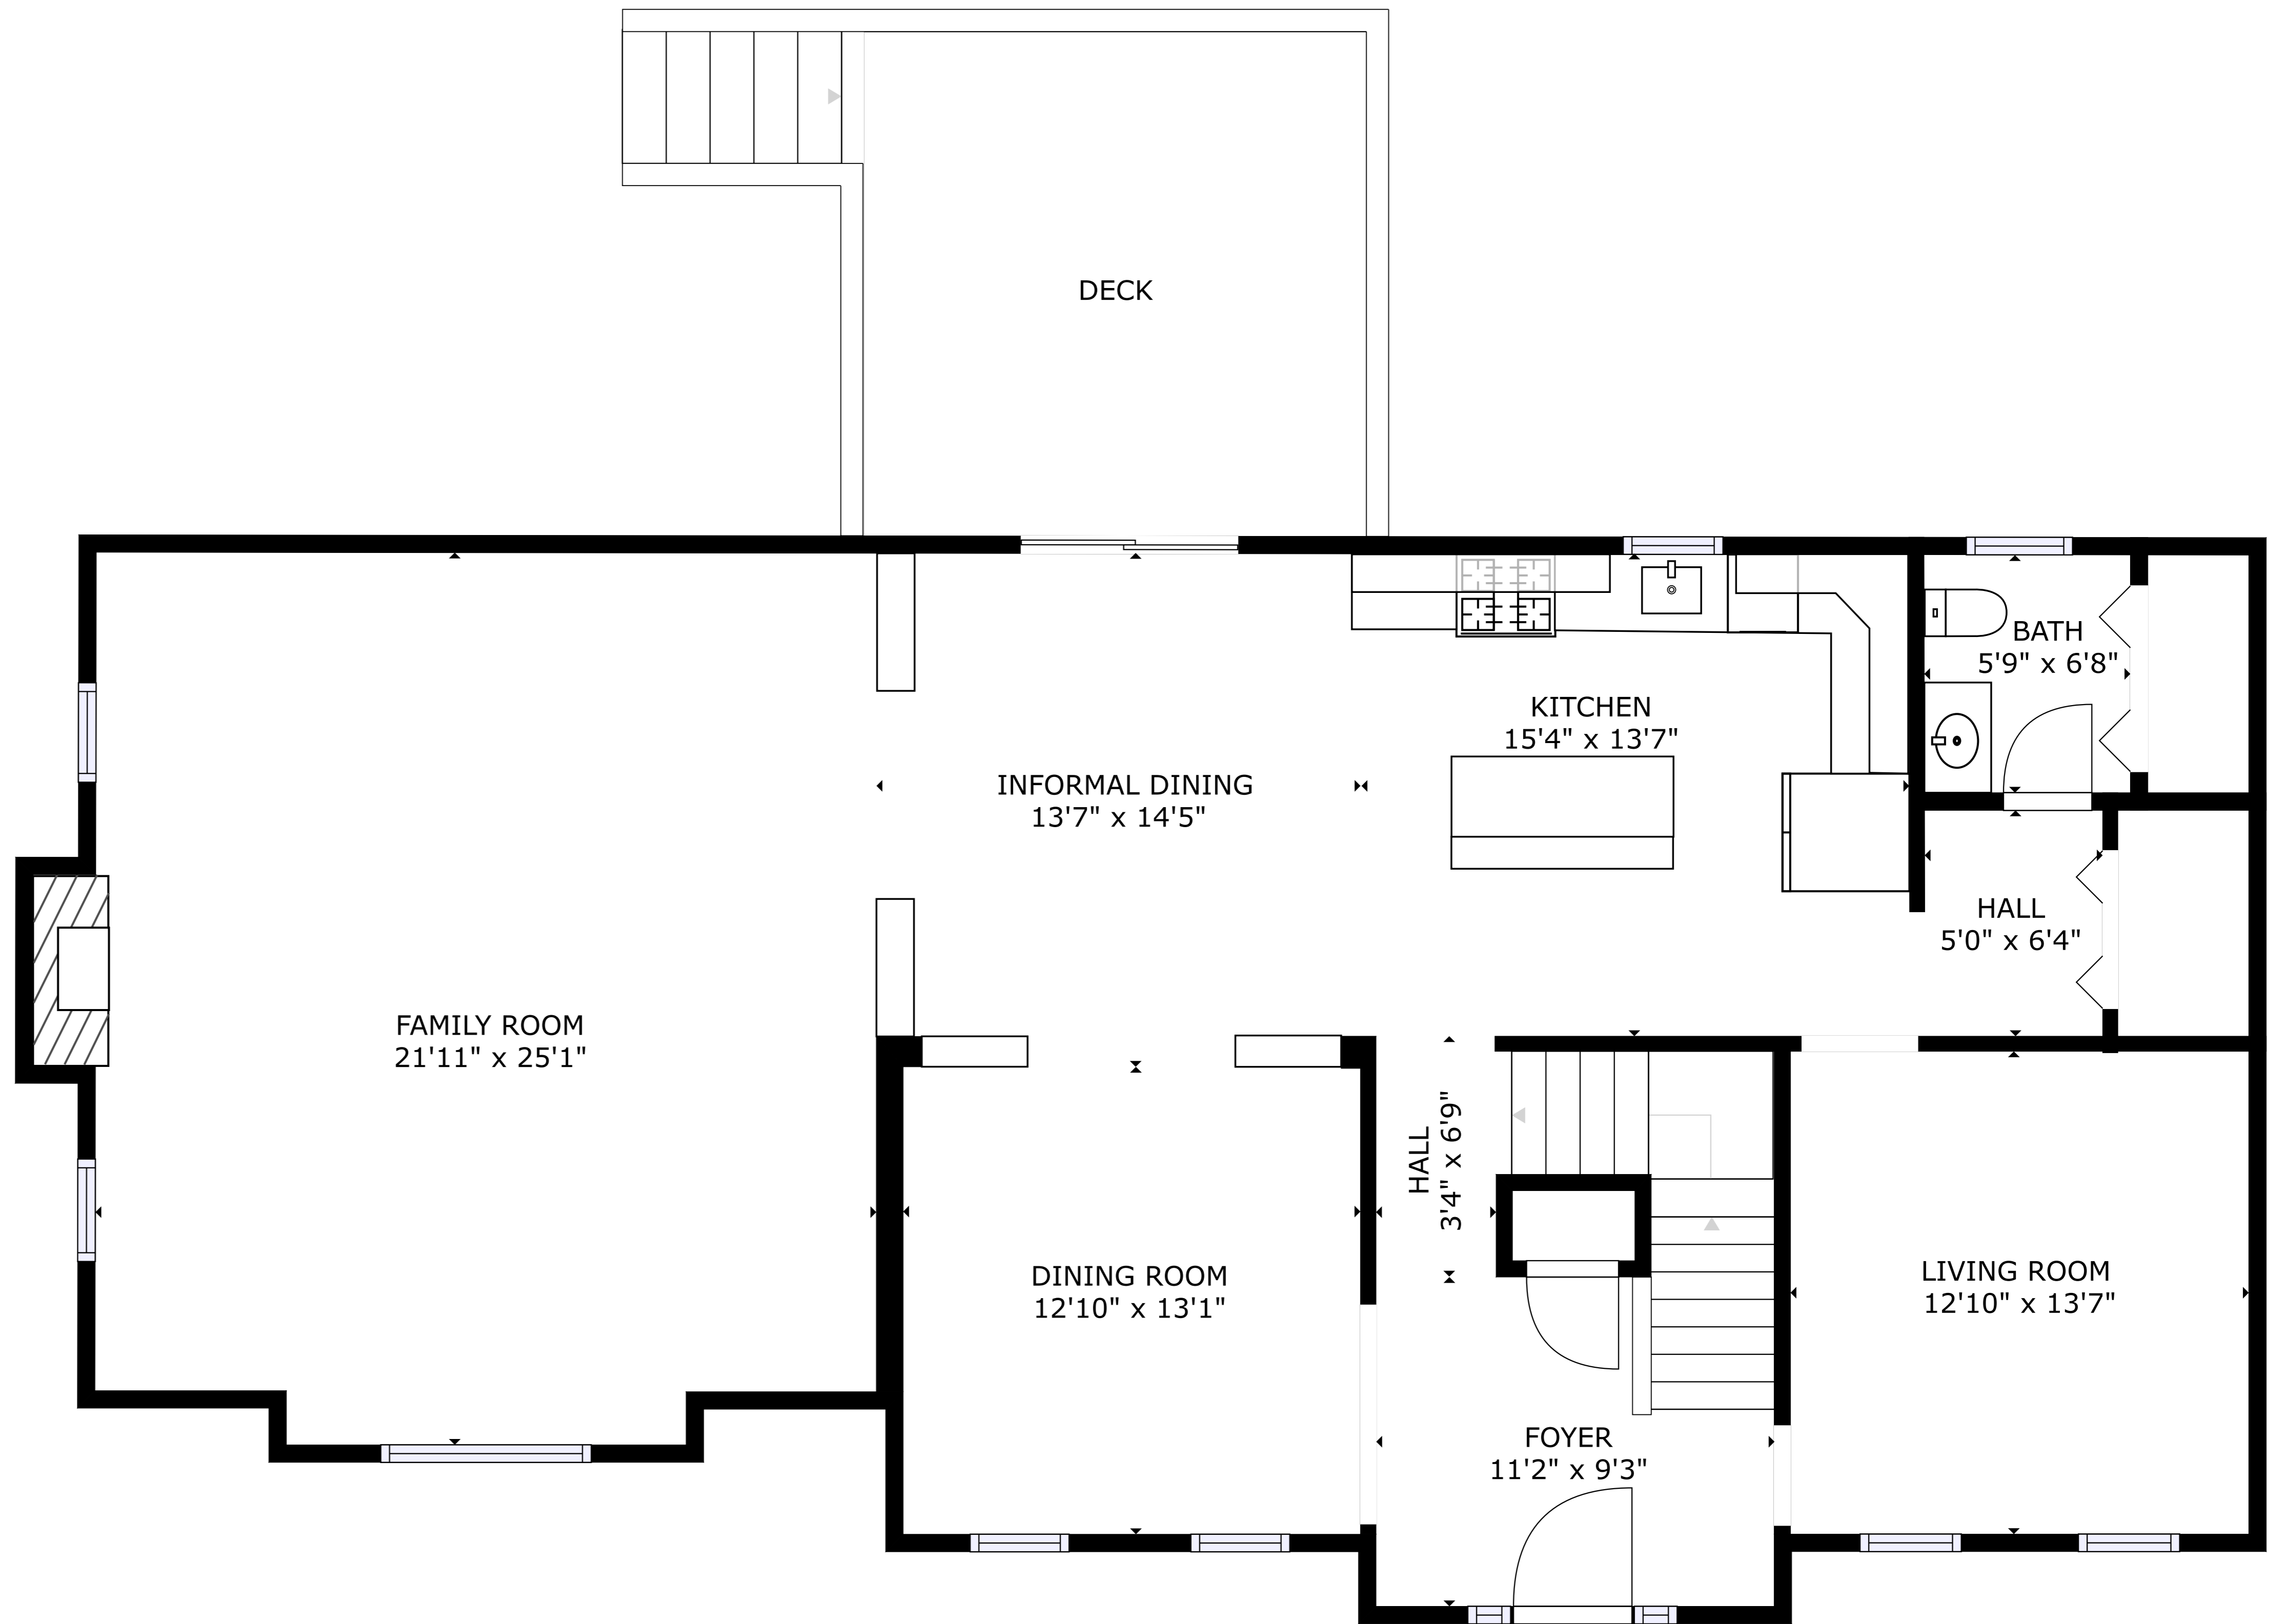 DECK
BATH
5'9" x 6'8"
KITCHEN
15'4" x 13'7"
INFORMAL DINING
13'7" x 14'5"
HALL
5'0" x 6'4"
FAMILY ROOM
21'11" x 25'1"
HALL
3'4" x 6'9"
DINING ROOM
12'10" x 13'1"
LIVING ROOM
12'10" x 13'7"
FOYER
11'2" x 9'3"